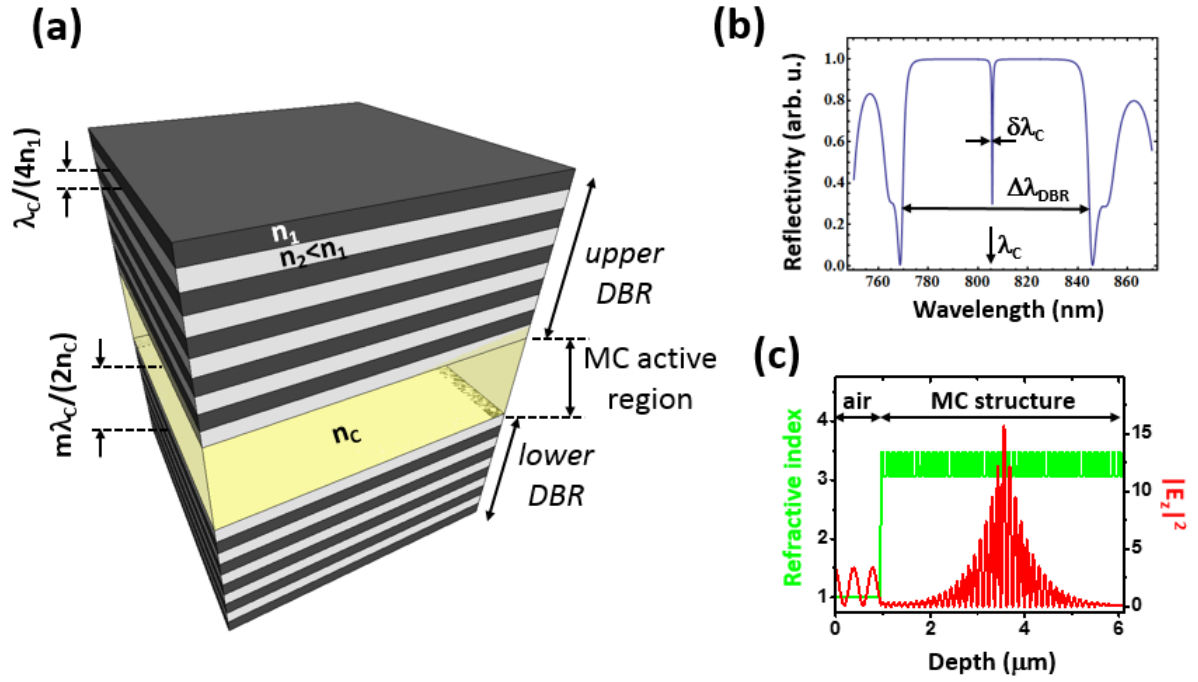 (a)
λC/(4n1)
n1
n2<n1
upper
DBR
MC active
region
mλC/(2nC)
nC
lower
DBR
(b)
Reflectivity (arb. u.)
1.0
0.8
0.6
0.4
0.2
0.0
δλC
ΔλDBR
λC
760 780 800 820 840 860
Wavelength (nm)
(c)
air MC structure
Refractive index
4
3
2
1
15
10
5
0
|Ez|2
0 2 4 6
Depth (μm)